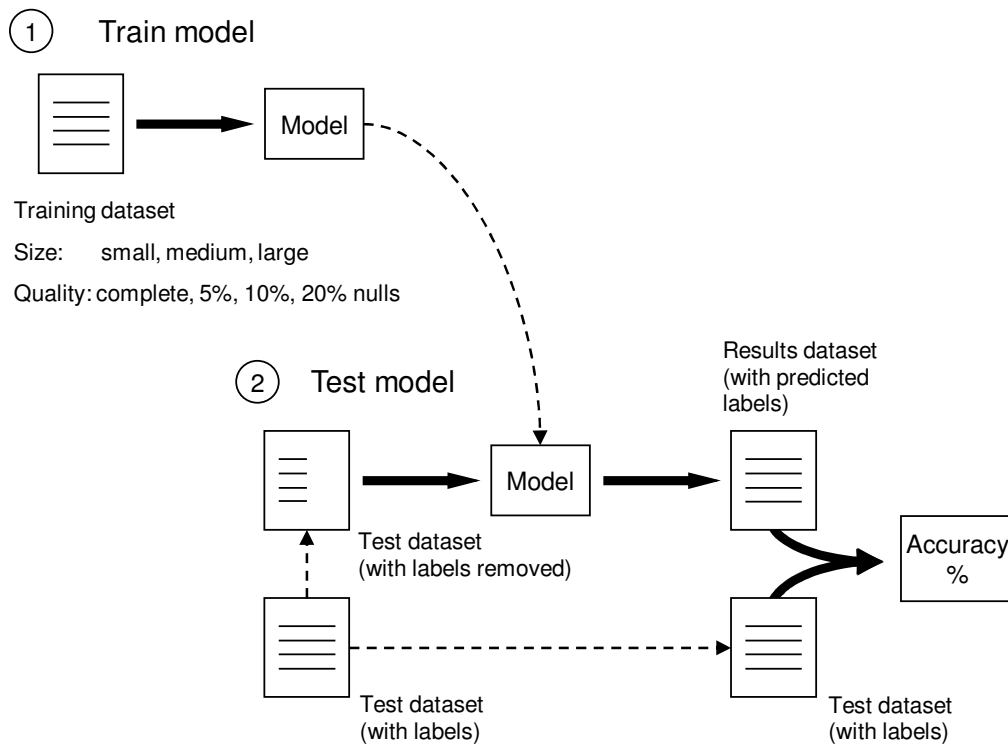 1 Train model
Model
Training dataset
Size: small, medium, large
Quality: complete, 5%, 10%, 20% nulls
2 Test model
Results dataset
(with predicted
labels)
Model
Test dataset
(with labels removed)
Accuracy
%
Test dataset
(with labels)
Test dataset
(with labels)